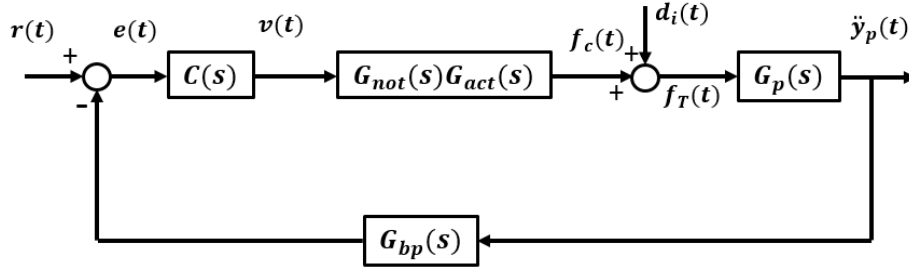 r(t) + e(t) v(t) f_c(t) + d_i(t) ÿ_p(t)
C(s) G_not(s)G_act(s) G_p(s)
- + f_T(t)
G_bp(s)